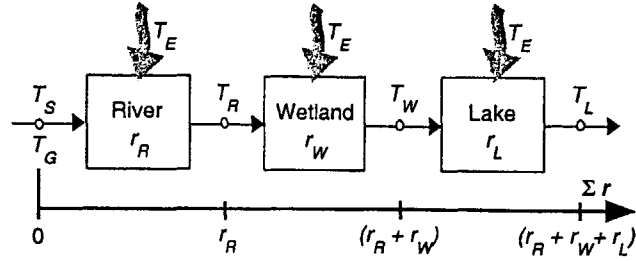 T_E T_E T_E
T_S River T_R Wetland T_W Lake T_L
T_G r_R r_W r_L
Σ r
0 r_R (r_R + r_W) (r_R + r_W + r_L)